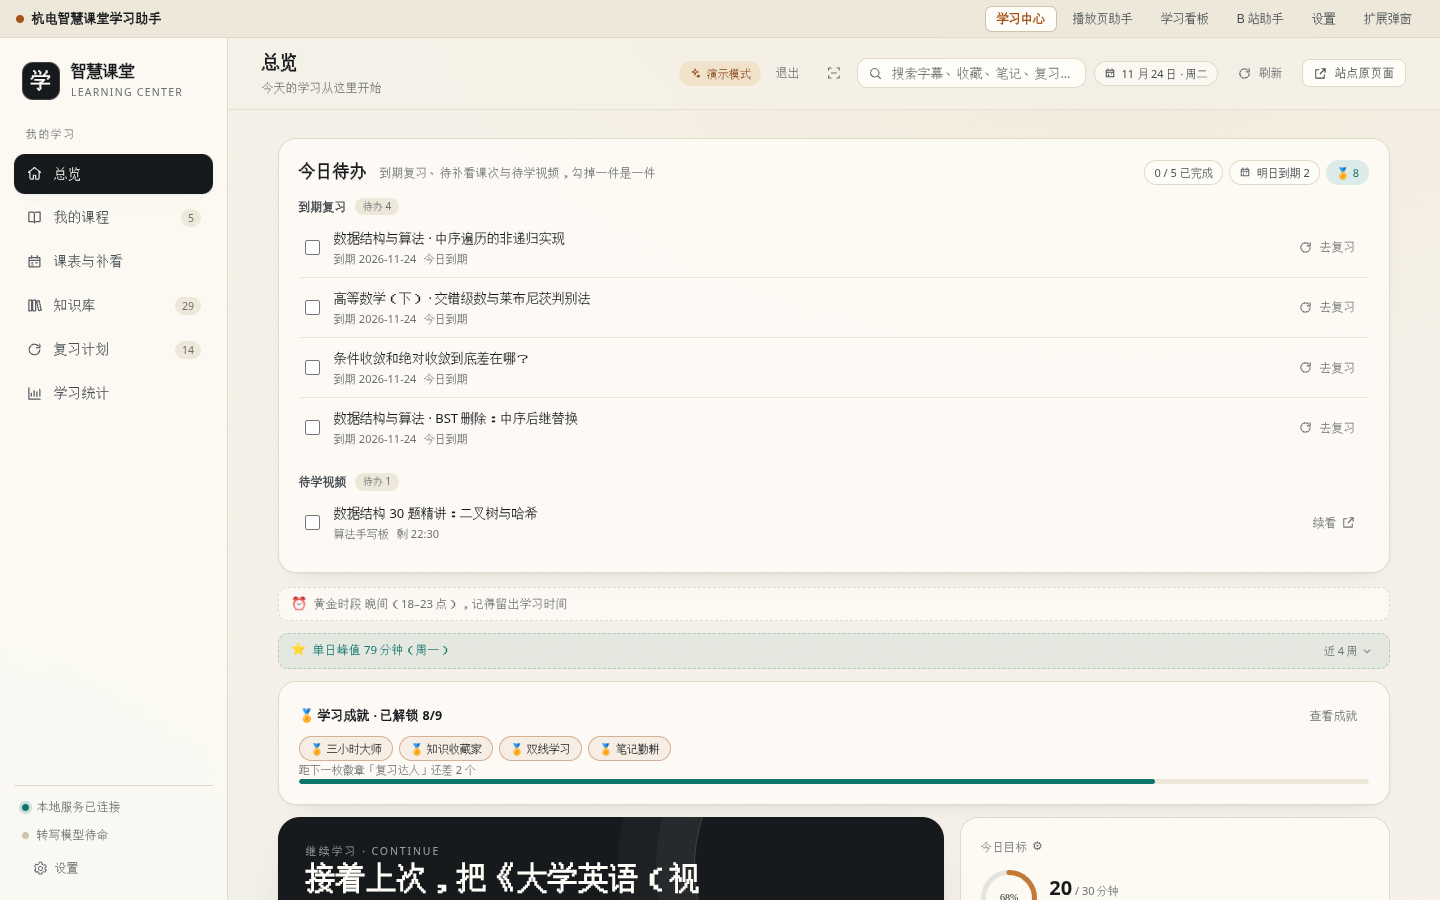 杭电智慧课堂学习助手
学习中心 播放页助手 学习看板 B 站助手 设置 扩展弹窗
学
智慧课堂
LEARNING CENTER
我的学习
总览
我的课程 5
课表与补看
知识库 29
复习计划 14
学习统计
本地服务已连接
转写模型待命
设置
总览
今天的学习从这里开始
演示模式 退出 搜索字幕、收藏、笔记、复习... 11 月 24 日 · 周二 刷新 站点原页面
今日待办 到期复习、待补看课次与待学视频，勾掉一件是一件 0 / 5 已完成 明日到期 2 8
到期复习 待办 4
数据结构与算法 · 中序遍历的非递归实现
到期 2026-11-24 今日到期
去复习
高等数学（下）· 交错级数与莱布尼茨判别法
到期 2026-11-24 今日到期
去复习
条件收敛和绝对收敛到底差在哪？
到期 2026-11-24 今日到期
去复习
数据结构与算法 · BST 删除：中序后继替换
到期 2026-11-24 今日到期
去复习
待学视频 待办 1
数据结构 30 题精讲：二叉树与哈希
算法手写板 剩 22:30
续看
黄金时段 晚间（18–23 点），记得留出学习时间
单日峰值 79 分钟（周一） 近 4 周
学习成就 · 已解锁 8/9 查看成就
三小时大师 知识收藏家 双线学习 笔记勤耕
距下一枚徽章「复习达人」还差 2 个
继续学习 · CONTINUE
接着上次，把《大学英语（视
今日目标
68%
20 / 30 分钟